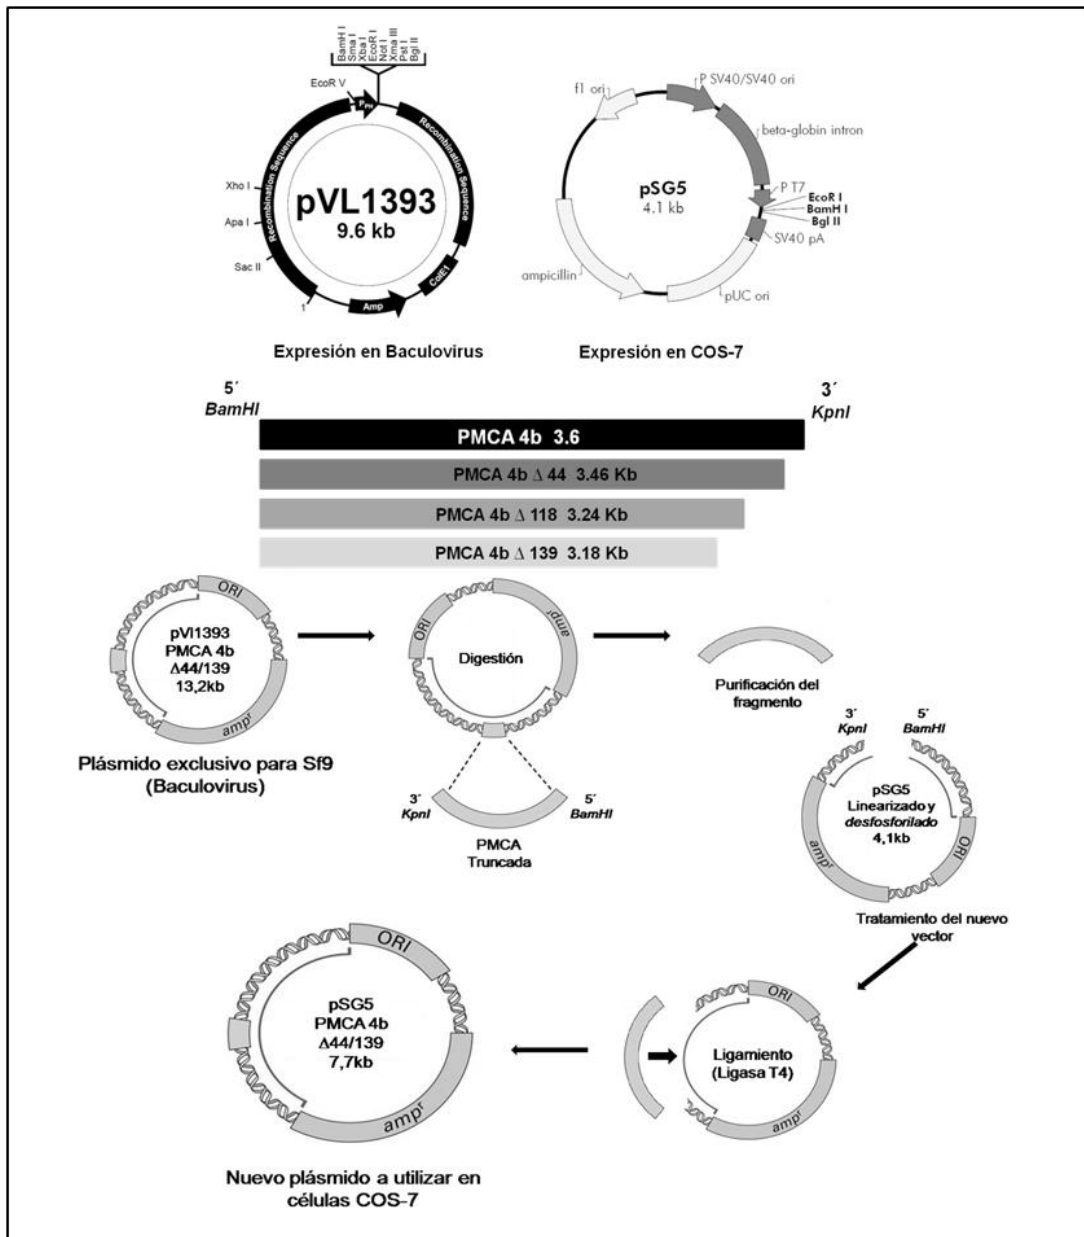 BamH I
Sma I
Xba I
EcoR I
Not I
Xma III
Pst I
Bgl II
EcoR V
PPH
Recombination Sequence
Recombination Sequence
Xho I
Apa I
Sac II
1
Amp
ColE1
pVL1393
9.6 kb
Expresión en Baculovirus
f1 ori
P SV40/SV40 ori
beta-globin intron
pSG5
4.1 kb
P T7
EcoR I
BamH I
Bgl II
SV40 pA
ampicillin
pUC ori
Expresión en COS-7
5´
BamHI
3´
KpnI
PMCA 4b 3.6
PMCA 4b Δ 44 3.46 Kb
PMCA 4b Δ 118 3.24 Kb
PMCA 4b Δ 139 3.18 Kb
ORI
pVl1393
PMCA 4b
Δ44/139
13,2kb
ampr
Plásmido exclusivo para Sf9
(Baculovirus)
ORI
ampr
Digestión
3´
KpnI
5´
BamHI
PMCA
Truncada
Purificación del
fragmento
3´
KpnI
5´
BamHI
pSG5
Linearizado y
desfosforilado
4,1kb
ampr
ORI
Tratamiento del nuevo
vector
ORI
Ligamiento
(Ligasa T4)
ampr
ORI
pSG5
PMCA 4b
Δ44/139
7,7kb
ampr
Nuevo plásmido a utilizar en
células COS-7